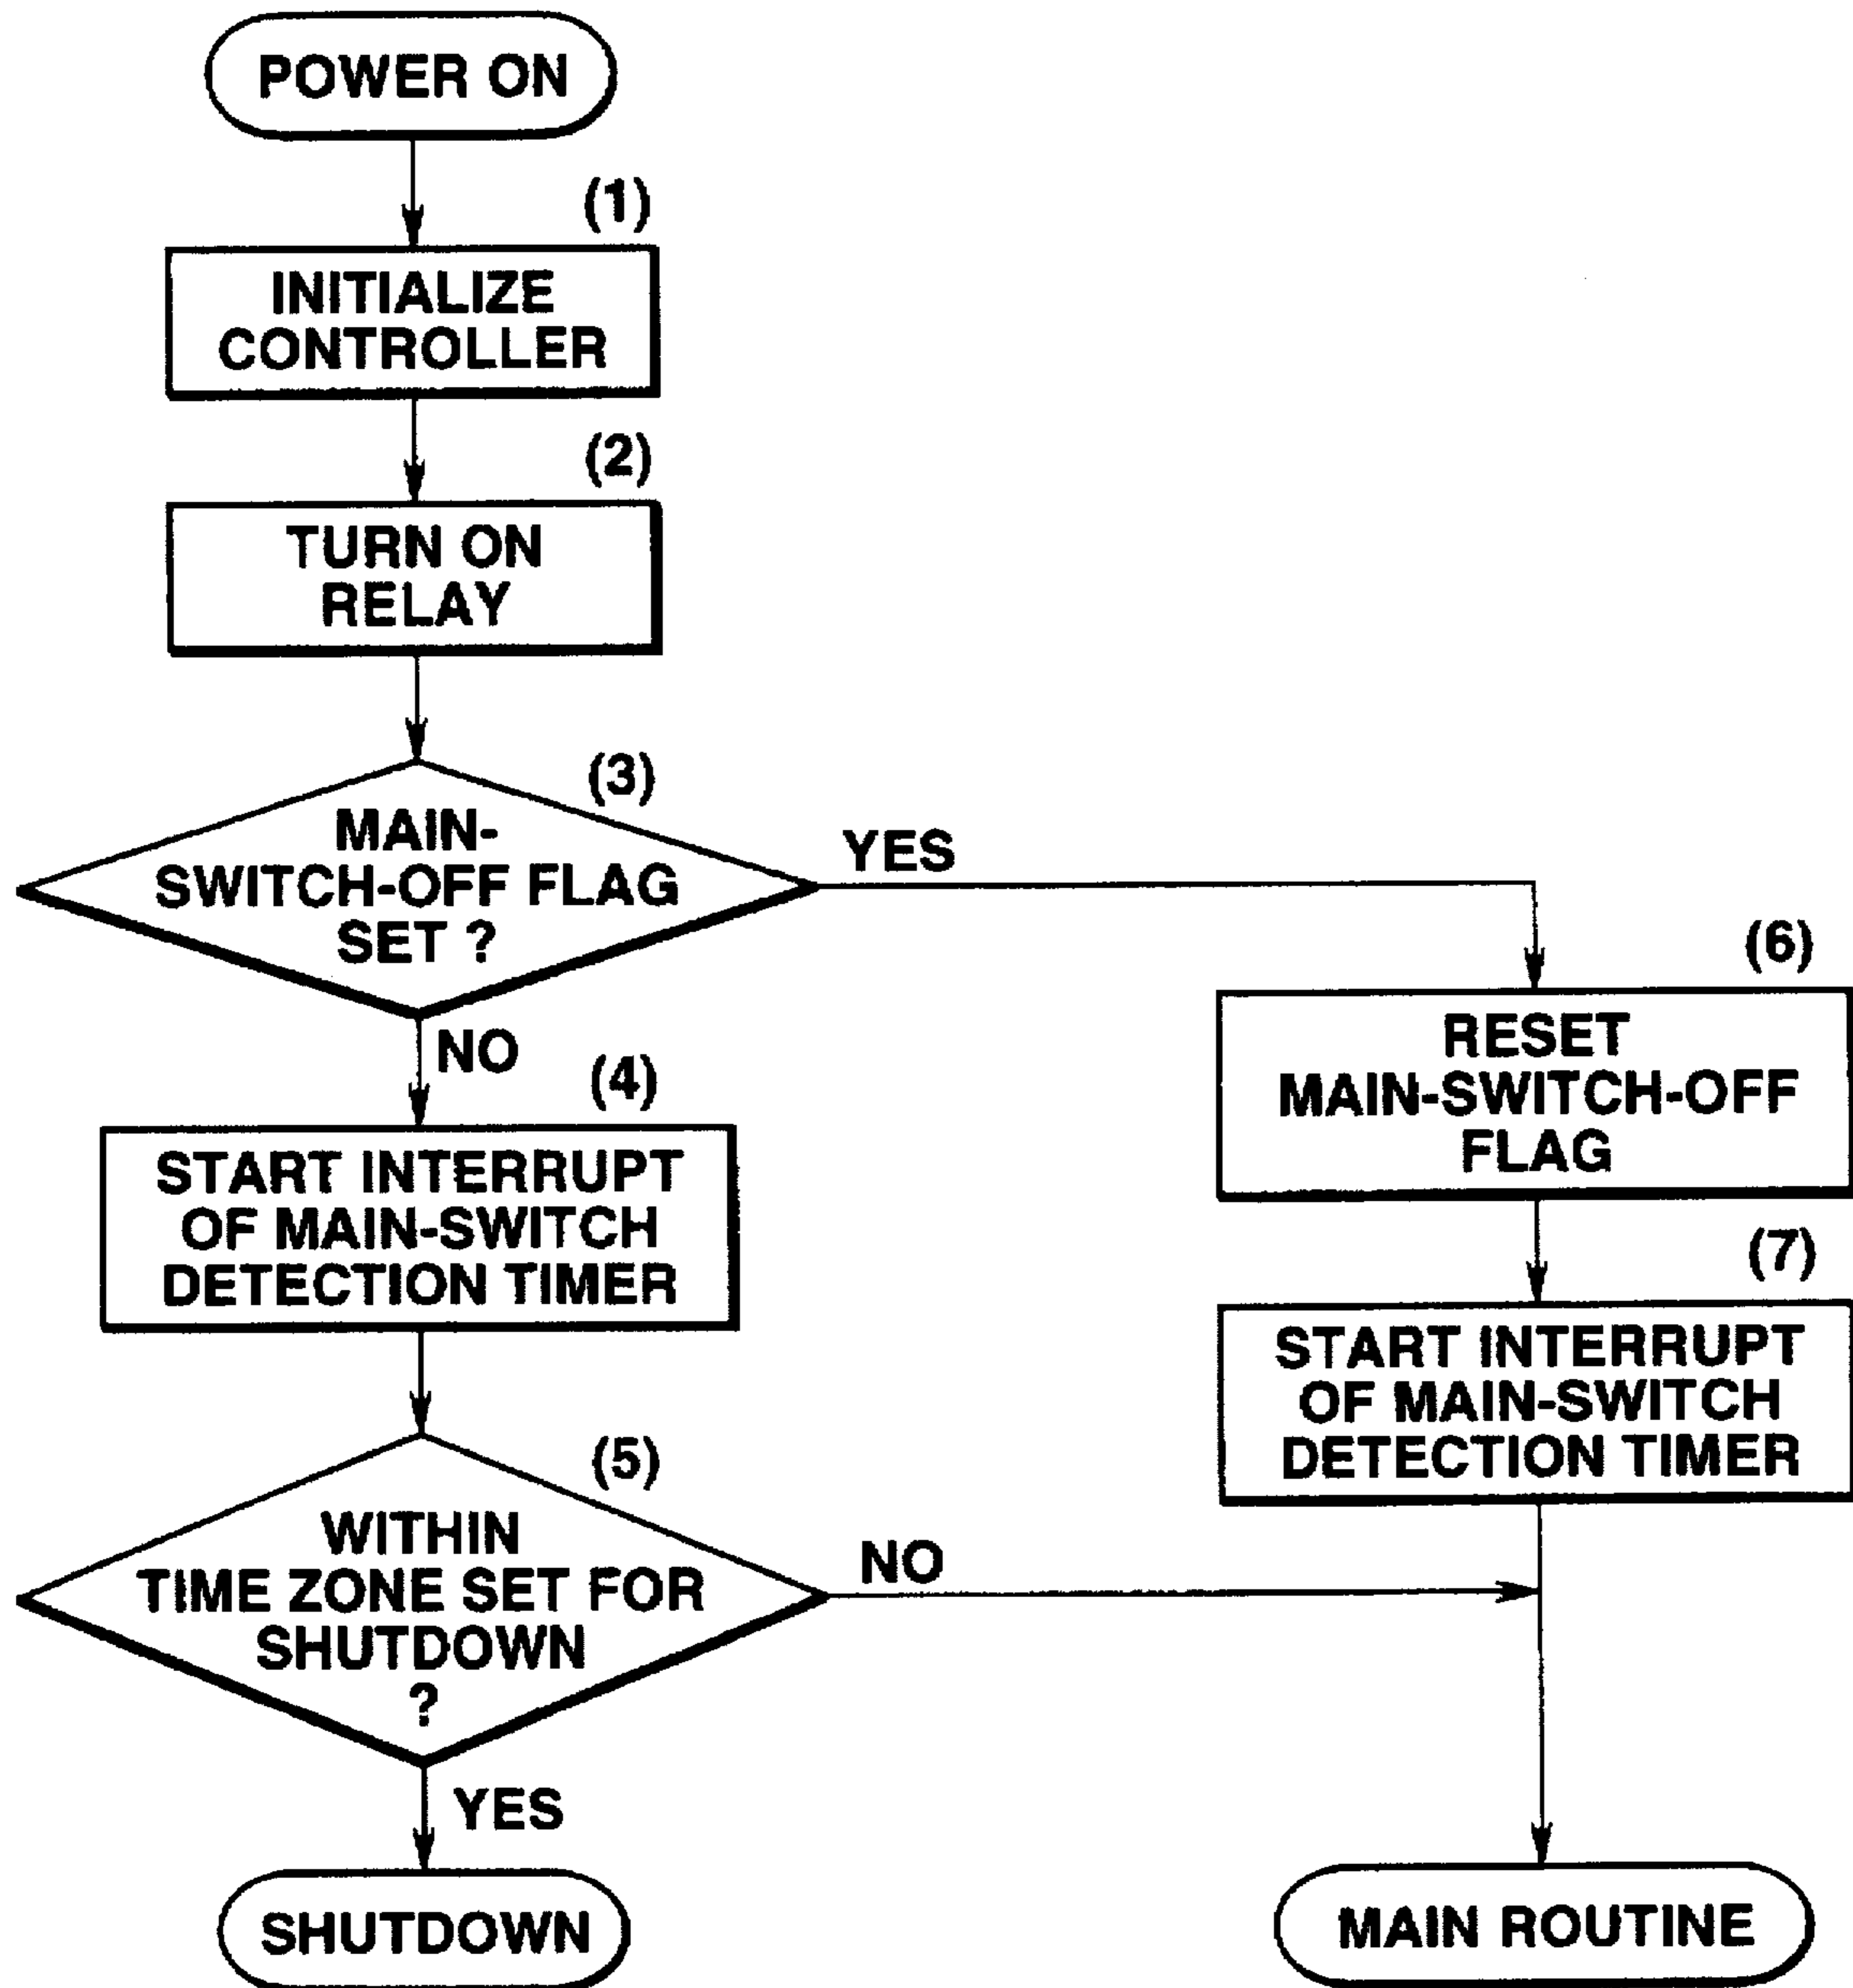 POWER ON
(1)
INITIALIZE
CONTROLLER
(2)
TURN ON
RELAY
(3)
MAIN-
SWITCH-OFF FLAG
SET ?
YES
NO
(4)
START INTERRUPT
OF MAIN-SWITCH
DETECTION TIMER
(5)
WITHIN
TIME ZONE SET FOR
SHUTDOWN
?
NO
YES
SHUTDOWN
(6)
RESET
MAIN-SWITCH-OFF
FLAG
(7)
START INTERRUPT
OF MAIN-SWITCH
DETECTION TIMER
MAIN ROUTINE